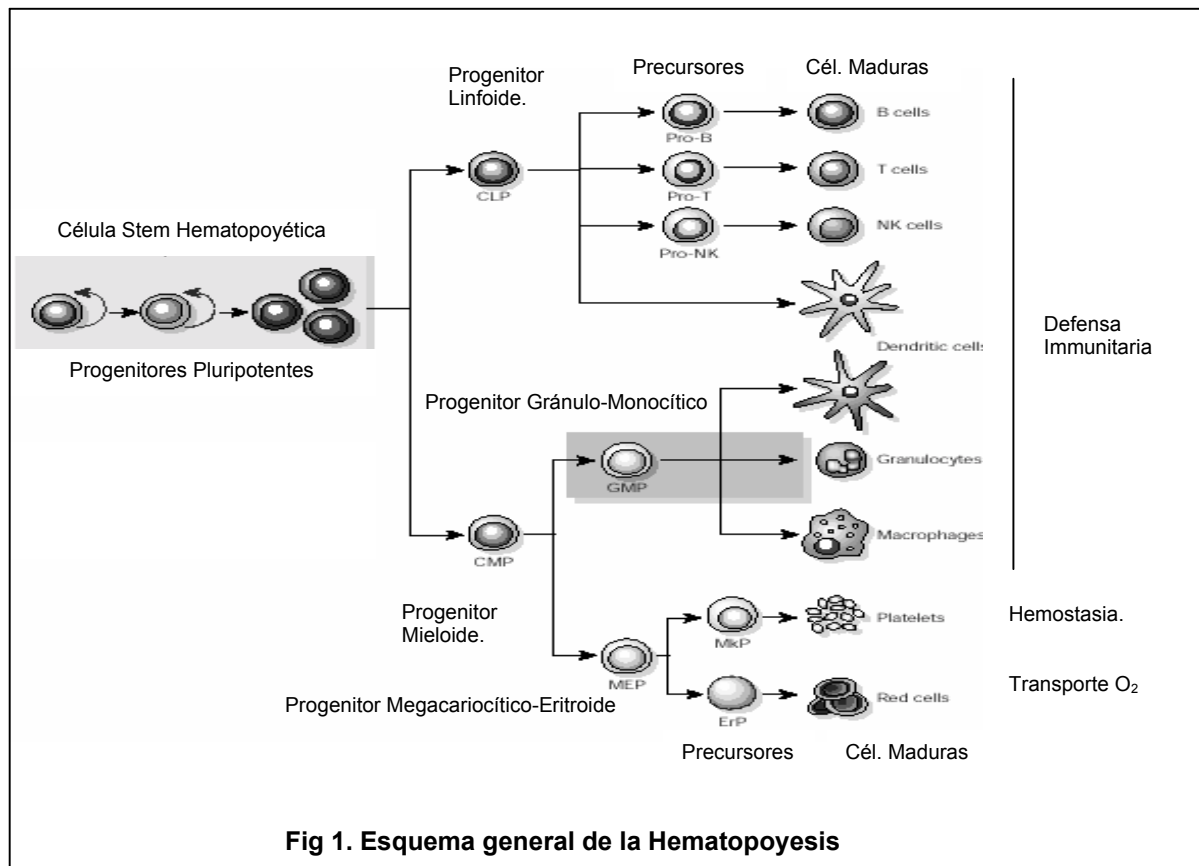 Progenitor
Linfoide.
Precursores
Cél. Maduras
B cells
Pro-B
T cells
Pro-T
CLP
NK cells
Pro-NK
Célula Stem Hematopoyética
Progenitores Pluripotentes
Dendritic cells
Defensa
Immunitaria
Progenitor Gránulo-Monocítico
GMP
Granulocytes
CMP
Macrophages
Progenitor
Mieloide.
MkP
Platelets
Hemostasia.
MEP
Progenitor Megacariocítico-Eritroide
ErP
Red cells
Transporte O₂
Precursores
Cél. Maduras
Fig 1. Esquema general de la Hematopoyesis